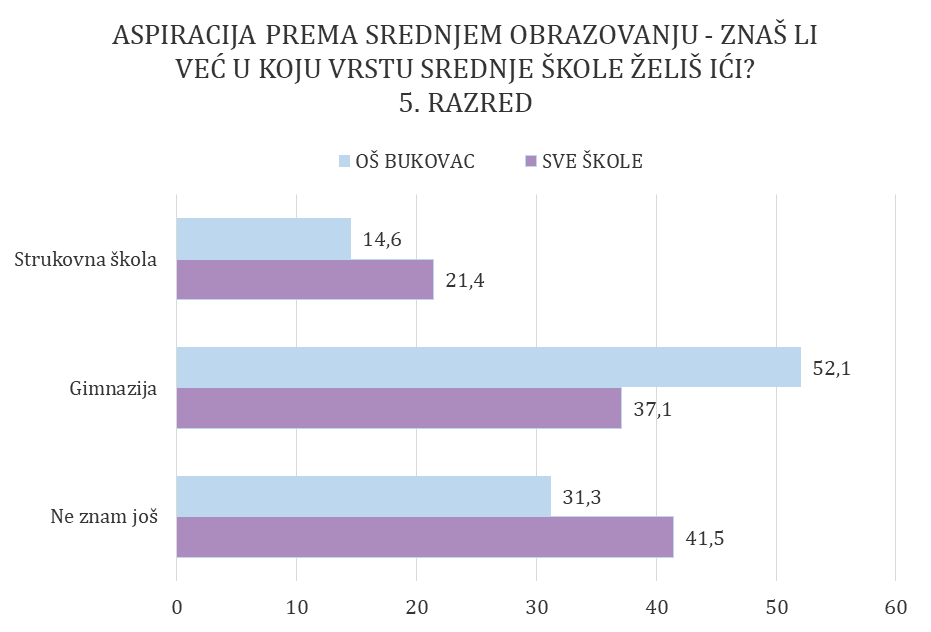 ASPIRACIJA PREMA SREDNJEM OBRAZOVANJU - ZNAŠ LI
VEĆ U KOJU VRSTU SREDNJE ŠKOLE ŽELIŠ IĆI?
5. RAZRED
OŠ BUKOVAC SVE ŠKOLE
Strukovna škola
14,6
21,4
Gimnazija
52,1
37,1
Ne znam još
31,3
41,5
0 10 20 30 40 50 60